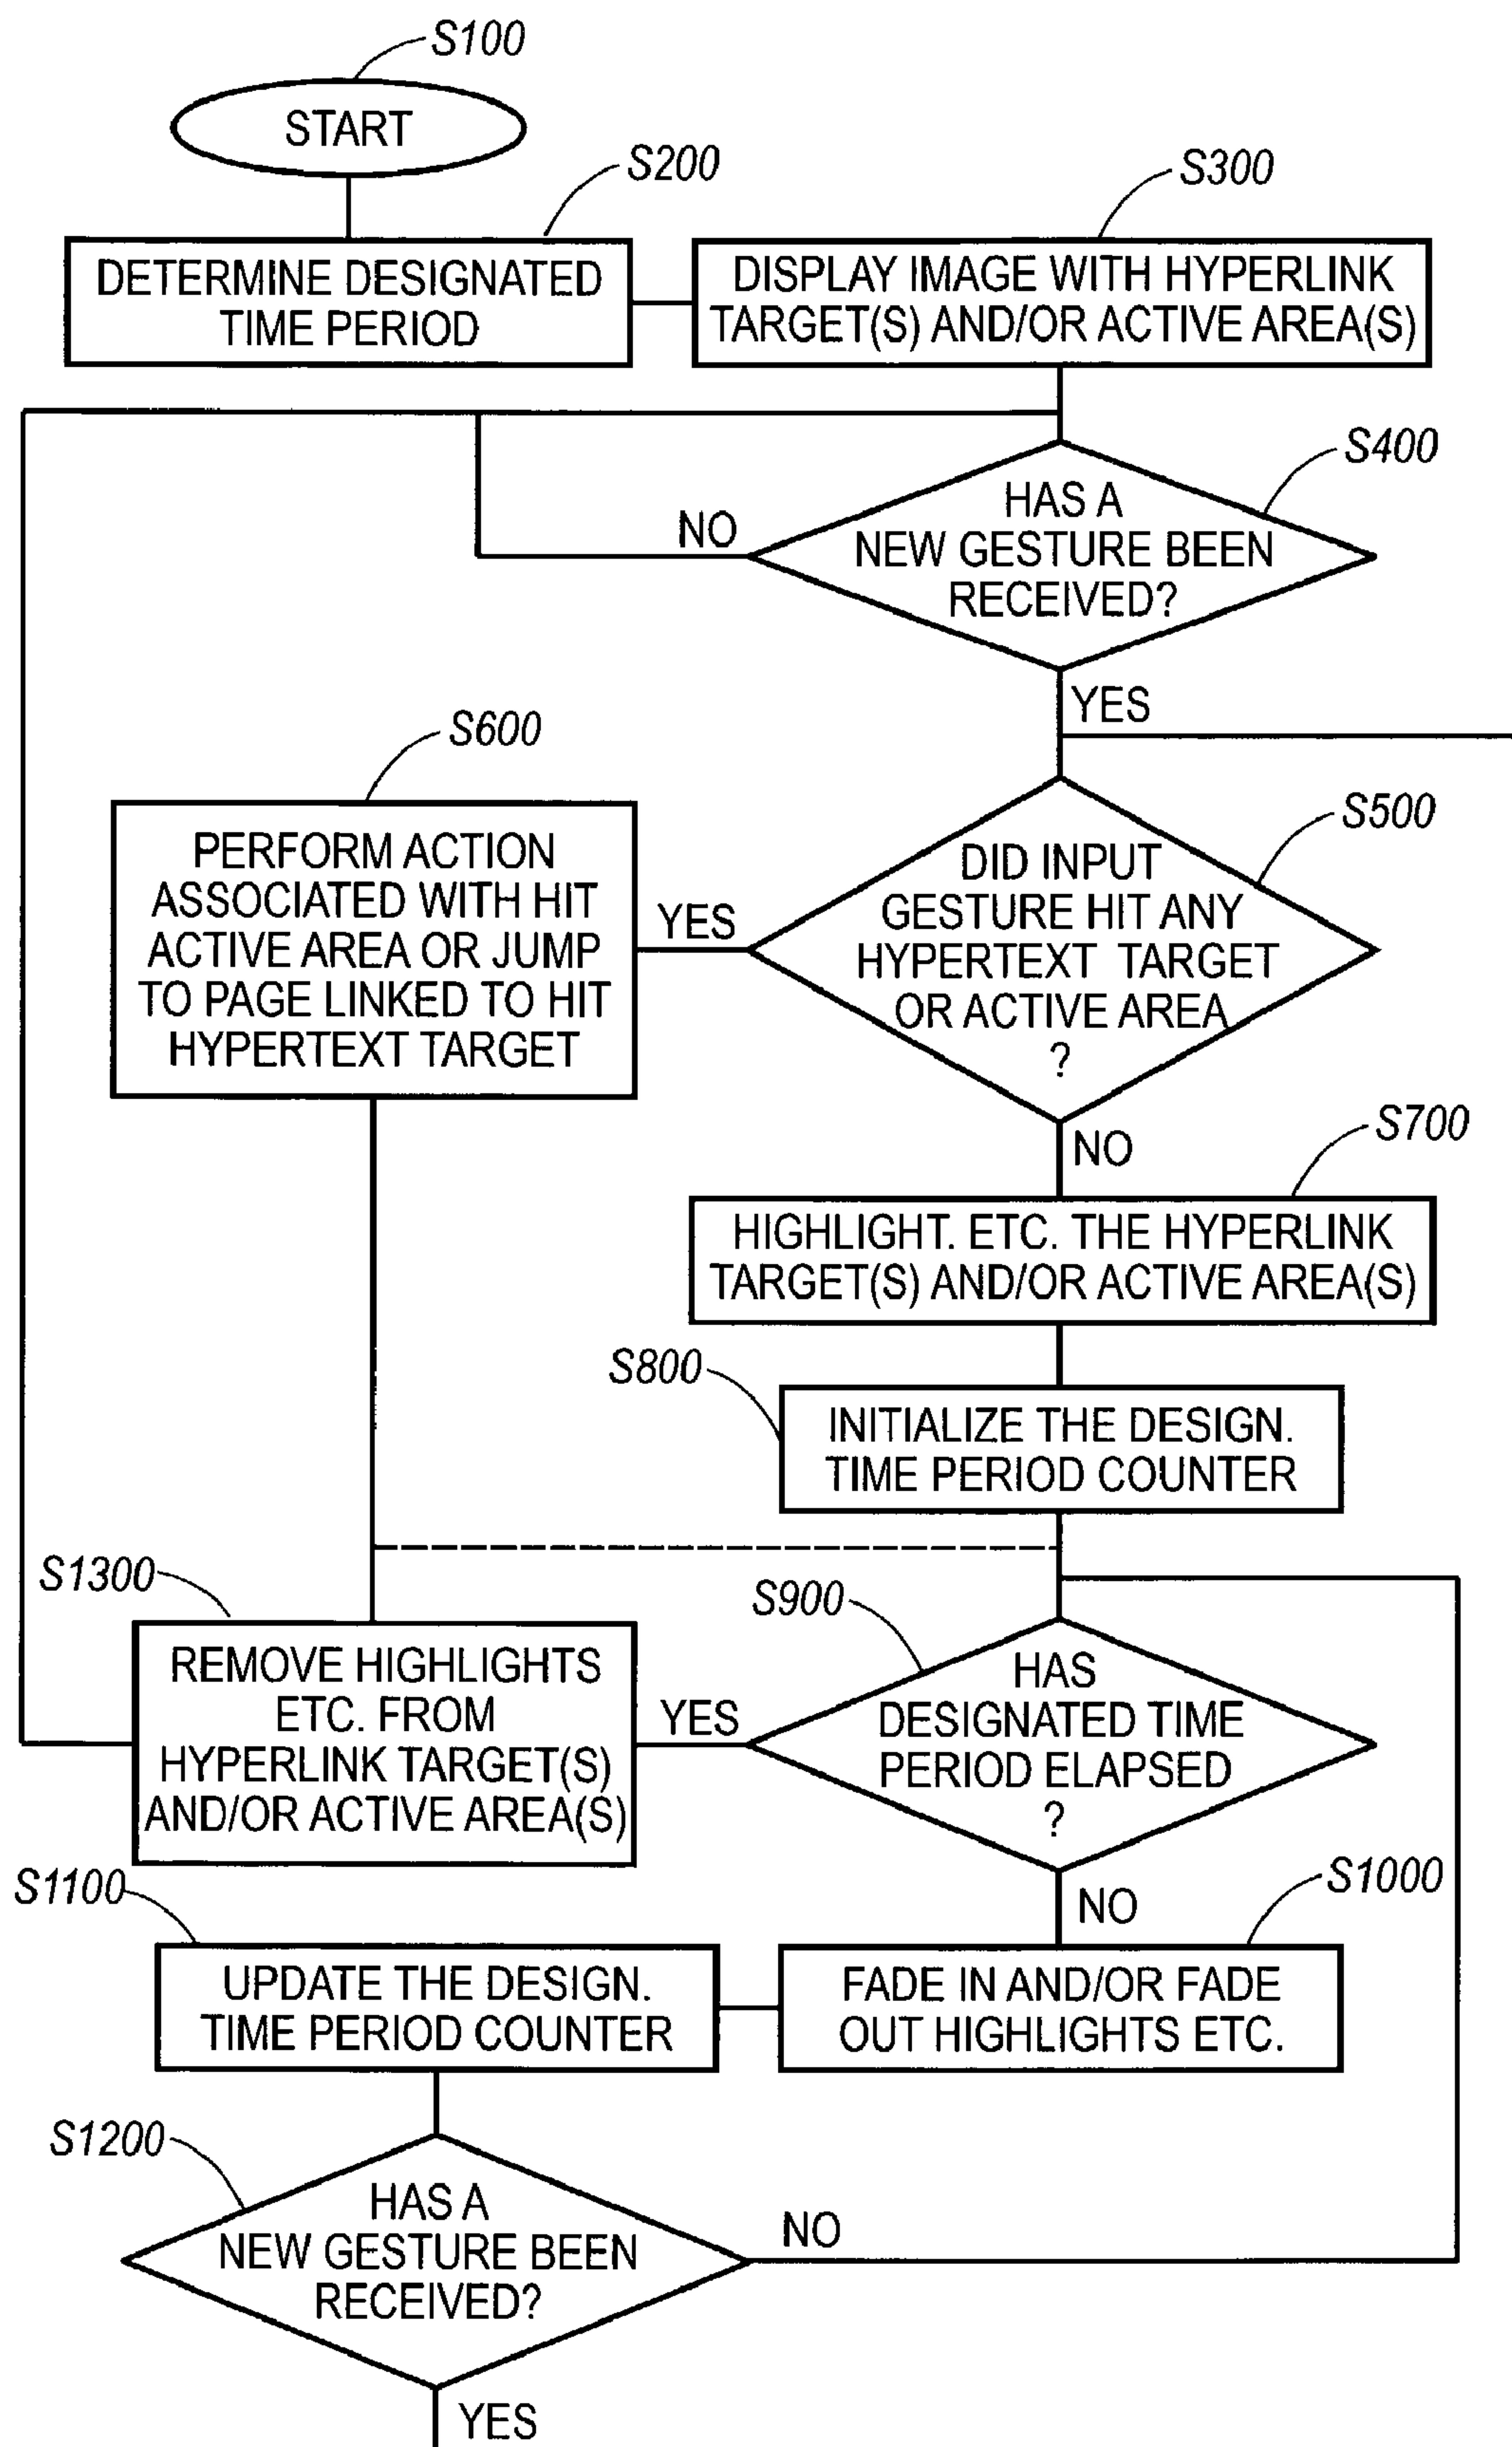 S100
START
S200
DETERMINE DESIGNATED
TIME PERIOD
S300
DISPLAY IMAGE WITH HYPERLINK
TARGET(S) AND/OR ACTIVE AREA(S)
S400
HAS A
NEW GESTURE BEEN
RECEIVED?
NO
YES
S500
DID INPUT
GESTURE HIT ANY
HYPERTEXT TARGET
OR ACTIVE AREA
?
YES
S600
PERFORM ACTION
ASSOCIATED WITH HIT
ACTIVE AREA OR JUMP
TO PAGE LINKED TO HIT
HYPERTEXT TARGET
NO
S700
HIGHLIGHT. ETC. THE HYPERLINK
TARGET(S) AND/OR ACTIVE AREA(S)
S800
INITIALIZE THE DESIGN.
TIME PERIOD COUNTER
S900
HAS
DESIGNATED TIME
PERIOD ELAPSED
?
YES
S1300
REMOVE HIGHLIGHTS
ETC. FROM
HYPERLINK TARGET(S)
AND/OR ACTIVE AREA(S)
NO
S1000
FADE IN AND/OR FADE
OUT HIGHLIGHTS ETC.
S1100
UPDATE THE DESIGN.
TIME PERIOD COUNTER
S1200
HAS A
NEW GESTURE BEEN
RECEIVED?
NO
YES